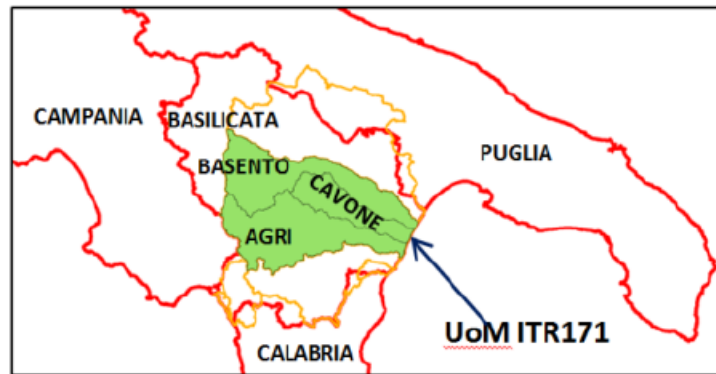 CAMPANIA
BASILICATA
PUGLIA
BASENTO
CAVONE
AGRI
UoM ITR171
CALABRIA